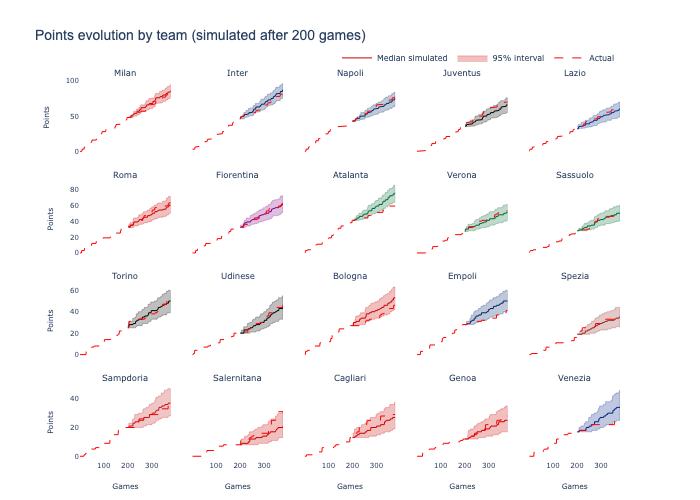 Points evolution by team (simulated after 200 games)
Median simulated 95% interval Actual
Milan Inter Napoli Juventus Lazio
100
50
0
Points
Roma Fiorentina Atalanta Verona Sassuolo
80
60
40
20
0
Points
Torino Udinese Bologna Empoli Spezia
60
40
20
0
Points
Sampdoria Salernitana Cagliari Genoa Venezia
40
20
0
Points
100 200 300 100 200 300 100 200 300 100 200 300 100 200 300
Games Games Games Games Games